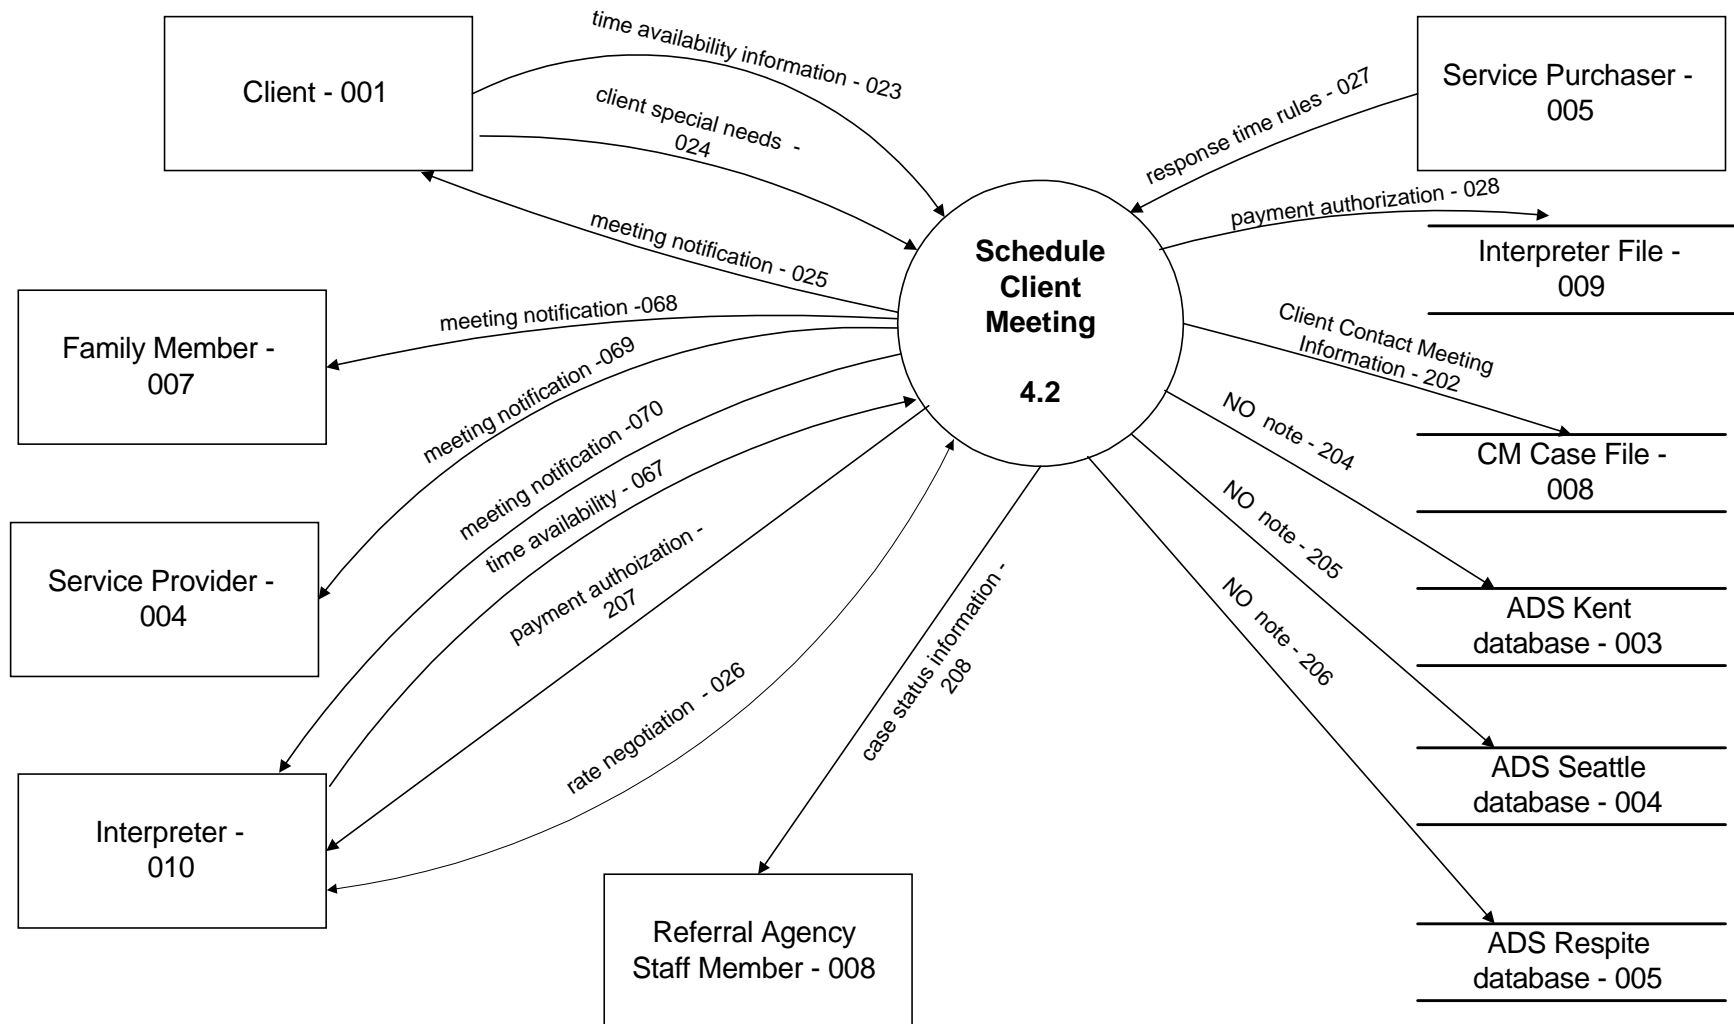 time availability information - 023
Client - 001
client special needs  -
024
meeting notification - 025
response time rules - 027
Service Purchaser -
005
payment authorization - 028
Interpreter File -
009
Schedule
Client
Meeting
4.2
meeting notification -068
Family Member -
007
Client Contact Meeting
Information - 202
CM Case File -
008
meeting notification -069
NO  note - 204
meeting notification -070
time availability - 067
NO  note - 205
ADS Kent
database - 003
Service Provider -
004
payment authoization -
207
NO  note - 206
case status information -
208
rate negotiation  - 026
ADS Seattle
database - 004
Interpreter -
010
Referral Agency
Staff Member - 008
ADS Respite
database - 005